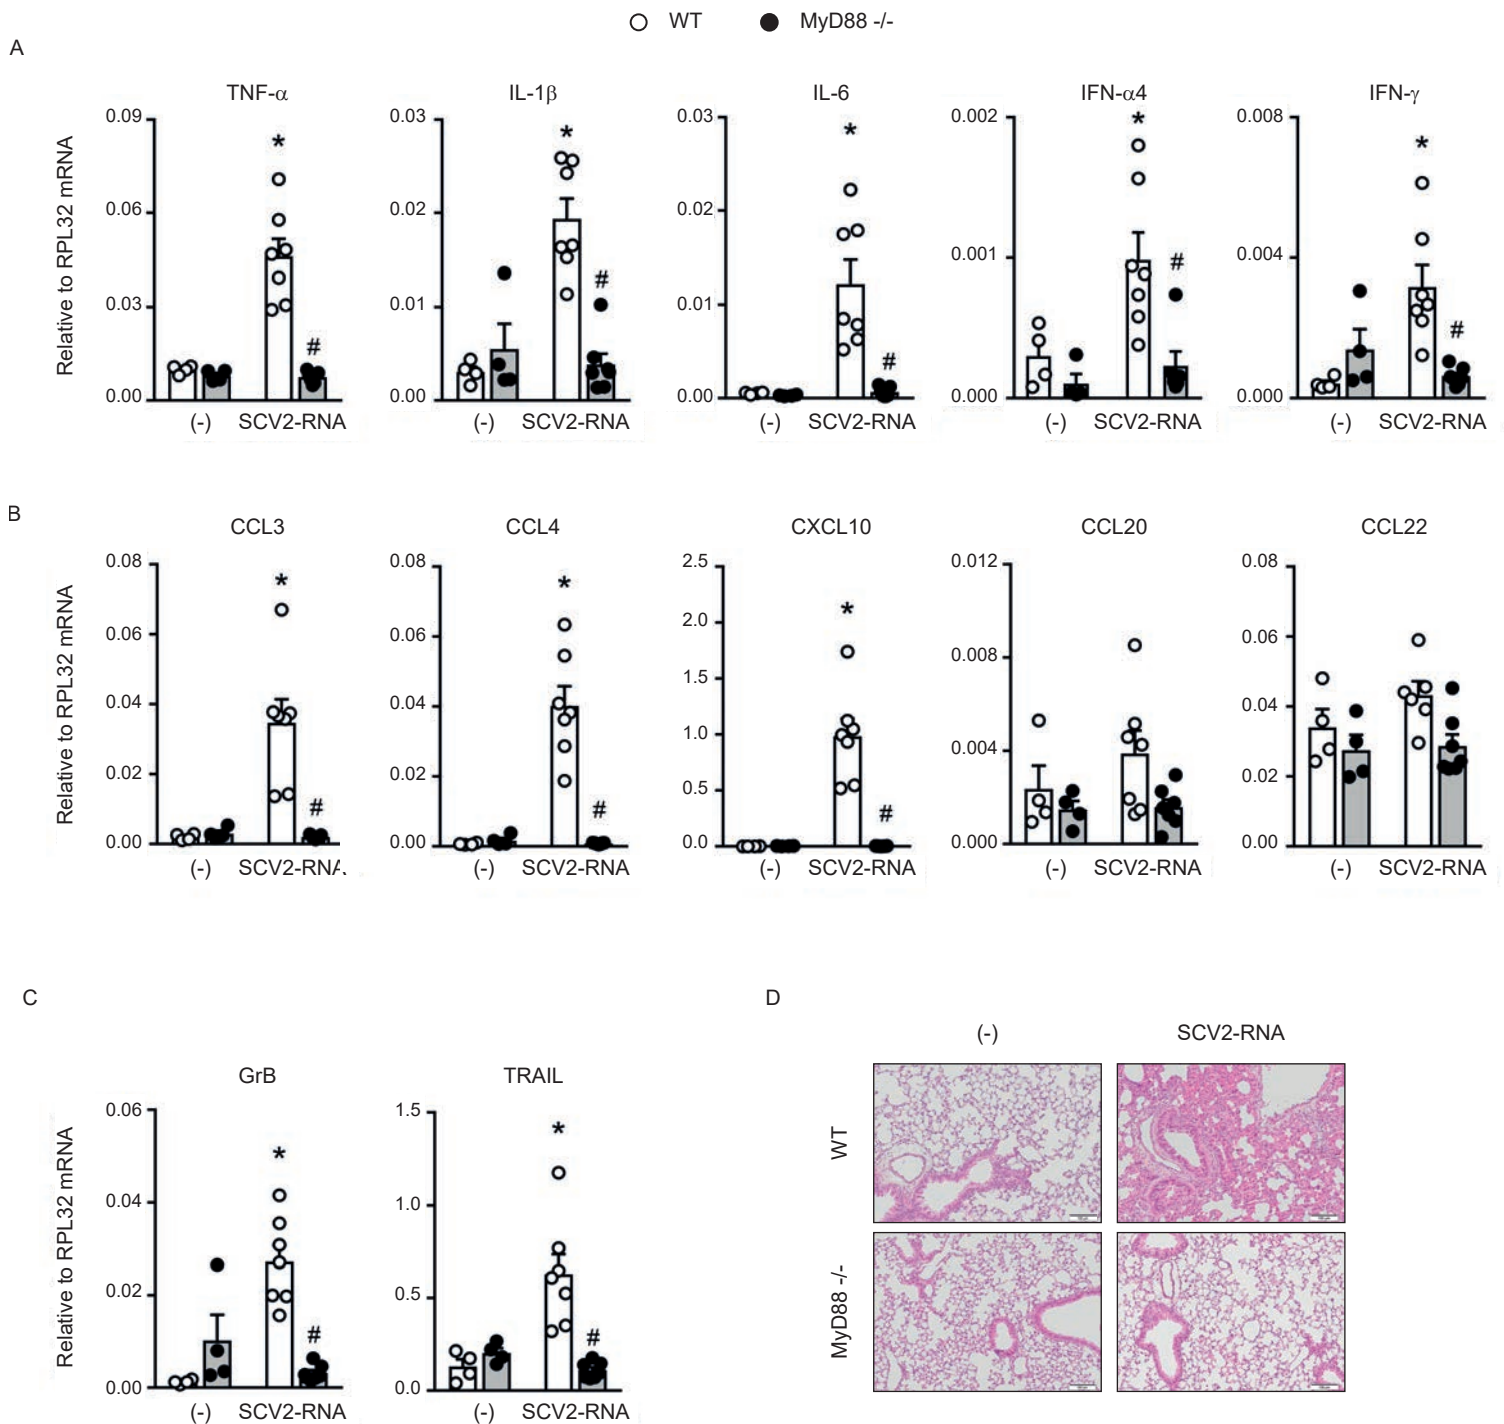 WT MyD88 -/-
A
TNF-α IL-1β IL-6 IFN-α4 IFN-γ
Relative to RPL32 mRNA
0.09 0.03 0.03 0.002 0.008
* * * * *
0.06 0.02 0.02
0.001 0.004
# # # # #
0.03 0.01 0.01
0.00 0.00 0.00 0.000 0.000
(-) SCV2-RNA (-) SCV2-RNA (-) SCV2-RNA (-) SCV2-RNA (-) SCV2-RNA
B
CCL3 CCL4 CXCL10 CCL20 CCL22
Relative to RPL32 mRNA
0.08 0.08 2.5 0.012 0.08
* * *
2.0
0.06 0.06 0.008 0.06
1.5
0.04 0.04 1.0 0.04
0.004
0.02 0.02 0.5 0.02
# # #
0.00 0.00 0.0 0.000 0.00
(-) SCV2-RNA (-) SCV2-RNA (-) SCV2-RNA (-) SCV2-RNA (-) SCV2-RNA
C
GrB TRAIL
Relative to RPL32 mRNA
0.06 1.5
* *
0.04 1.0
0.02 0.5
# #
0.00 0.0
(-) SCV2-RNA (-) SCV2-RNA
D
(-) SCV2-RNA
WT
MyD88 -/-